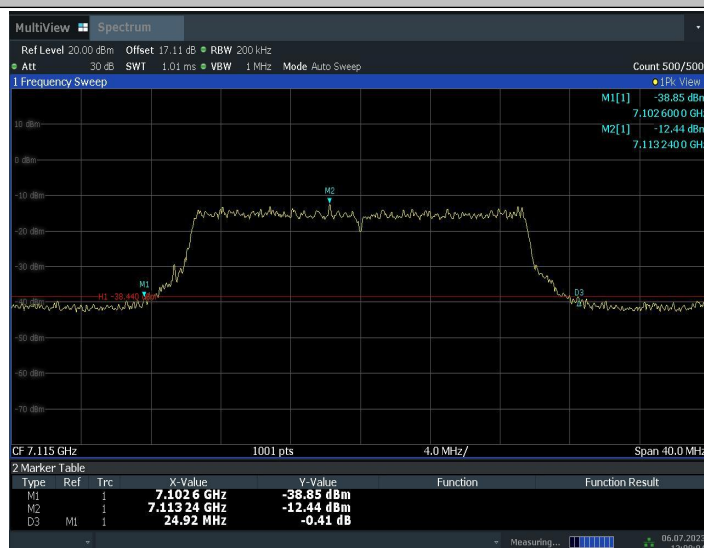 MultiView Spectrum
Ref Level 20.00 dBm Offset 17.11 dB RBW 200 kHz
Att 30 dB SWT 1.01 ms VBW 1 MHz Mode Auto Sweep Count 500/500
1 Frequency Sweep 1Pk View
M1[1] -38.85 dBm
7.102 600 0 GHz
M2[1] -12.44 dBm
7.113 240 0 GHz
10 dBm
0 dBm
-10 dBm
M2
-20 dBm
-30 dBm
M1
D3
H1 -38.440 dBm
-40 dBm
-50 dBm
-60 dBm
-70 dBm
CF 7.115 GHz 1001 pts 4.0 MHz/ Span 40.0 MHz
2 Marker Table
Type Ref Trc X-Value Y-Value Function Function Result
M1 1 7.102 6 GHz -38.85 dBm
M2 1 7.113 24 GHz -12.44 dBm
D3 M1 1 24.92 MHz -0.41 dB
Measuring... 06.07.2023